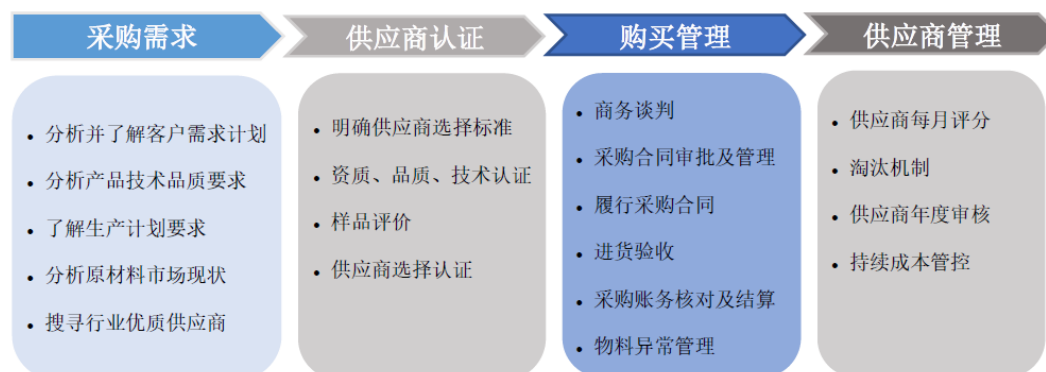 采购需求
供应商认证
购买管理
供应商管理
• 分析并了解客户需求计划
• 分析产品技术品质要求
• 了解生产计划要求
• 分析原材料市场现状
• 搜寻行业优质供应商
• 明确供应商选择标准
• 资质、品质、技术认证
• 样品评价
• 供应商选择认证
• 商务谈判
• 采购合同审批及管理
• 履行采购合同
• 进货验收
• 采购账务核对及结算
• 物料异常管理
• 供应商每月评分
• 淘汰机制
• 供应商年度审核
• 持续成本管控